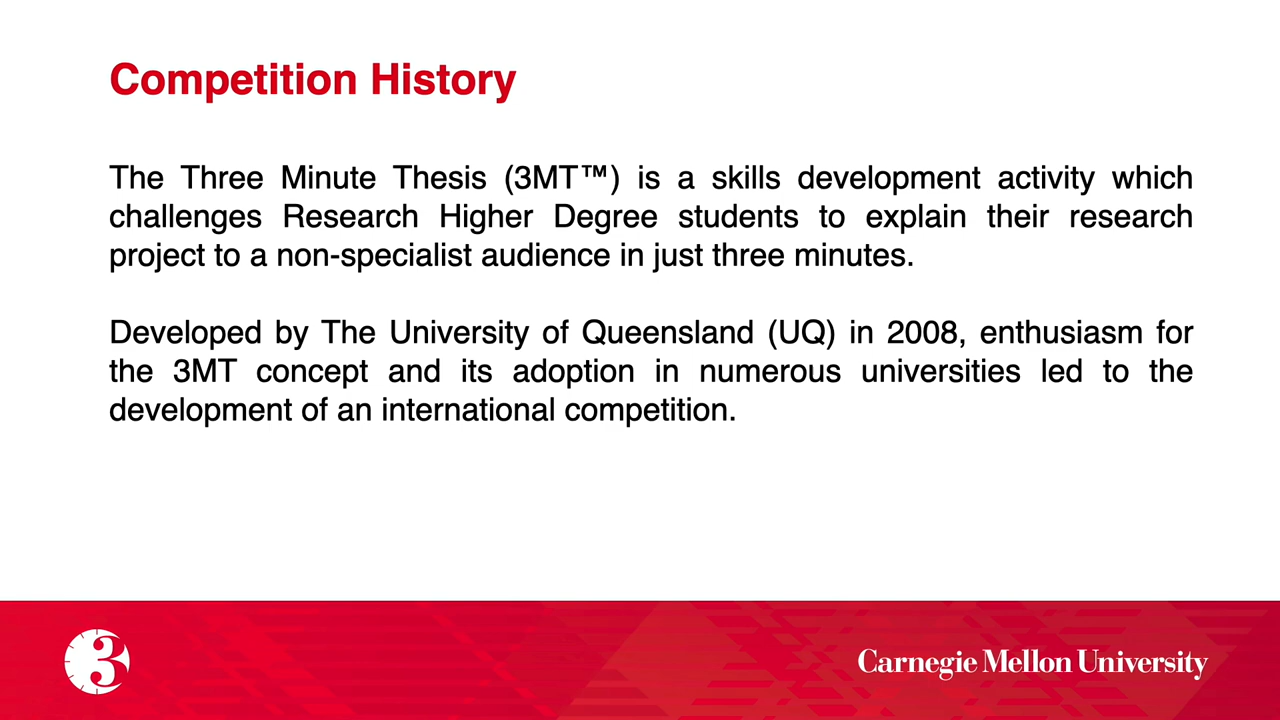 Competition History
The Three Minute Thesis (3MT™) is a skills development activity which
challenges Research Higher Degree students to explain their research
project to a non-specialist audience in just three minutes.
Developed by The University of Queensland (UQ) in 2008, enthusiasm for
the 3MT concept and its adoption in numerous universities led to the
development of an international competition.
3
Carnegie Mellon University